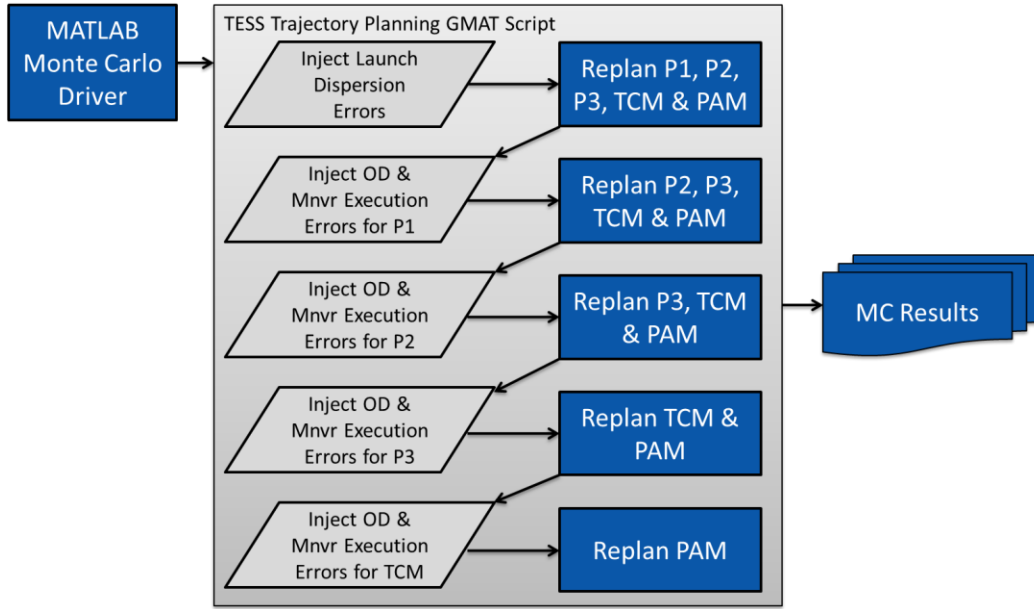 MATLAB
Monte Carlo
Driver
TESS Trajectory Planning GMAT Script
Inject Launch
Dispersion
Errors
Replan P1, P2,
P3, TCM & PAM
Inject OD &
Mnvr Execution
Errors for P1
Replan P2, P3,
TCM & PAM
Inject OD &
Mnvr Execution
Errors for P2
Replan P3, TCM
& PAM
MC Results
Inject OD &
Mnvr Execution
Errors for P3
Replan TCM &
PAM
Inject OD &
Mnvr Execution
Errors for TCM
Replan PAM